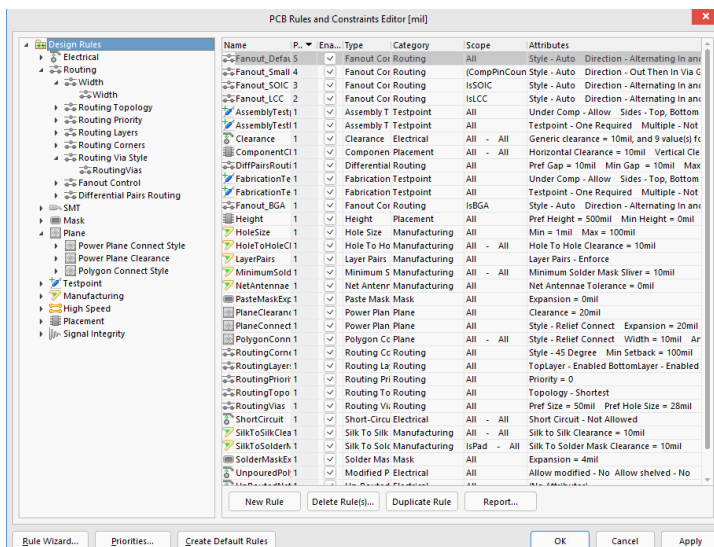 PCB Rules and Constraints Editor [mil]
Design Rules
Electrical
Routing
Width
Width
Routing Topology
Routing Priority
Routing Layers
Routing Corners
Routing Via Style
RoutingVias
Fanout Control
Differential Pairs Routing
SMT
Mask
Plane
Power Plane Connect Style
Power Plane Clearance
Polygon Connect Style
Testpoint
Manufacturing
High Speed
Placement
Signal Integrity
Name P.. Ena... Type Category Scope Attributes
Fanout_Defau 5 Fanout Cor Routing All Style - Auto Direction - Alternating In and
Fanout_Small 4 Fanout Cor Routing (CompPinCoun Style - Auto Direction - Out Then In Via G
Fanout_SOIC 3 Fanout Cor Routing IsSOIC Style - Auto Direction - Alternating In and
Fanout_LCC 2 Fanout Cor Routing IsLCC Style - Auto Direction - Alternating In and
AssemblyTestp 1 Assembly T Testpoint All Under Comp - Allow Sides - Top, Bottom
AssemblyTestl 1 Assembly T Testpoint All Testpoint - One Required Multiple - Not
Clearance 1 Clearance Electrical All - All Generic clearance = 10mil, and 9 value(s) fo
ComponentCl 1 Componen Placement All - All Horizontal Clearance = 10mil Vertical Cle
DiffPairsRouti 1 Differential Routing All Pref Gap = 10mil Min Gap = 10mil Max
FabricationTe 1 Fabrication Testpoint All Under Comp - Allow Sides - Top, Bottom
FabricationTe 1 Fabrication Testpoint All Testpoint - One Required Multiple - Not
Fanout_BGA 1 Fanout Cor Routing IsBGA Style - Auto Direction - Alternating In and
Height 1 Height Placement All Pref Height = 500mil Min Height = 0mil
HoleSize 1 Hole Size Manufacturing All Min = 1mil Max = 100mil
HoleToHoleCl 1 Hole To Ho Manufacturing All - All Hole To Hole Clearance = 10mil
LayerPairs 1 Layer Pairs Manufacturing All Layer Pairs - Enforce
MinimumSold 1 Minimum S Manufacturing All - All Minimum Solder Mask Sliver = 10mil
NetAntennae 1 Net Antenn Manufacturing All Net Antennae Tolerance = 0mil
PasteMaskExp 1 Paste Mask Mask All Expansion = 0mil
PlaneClearanc 1 Power Plan Plane All Clearance = 20mil
PlaneConnect 1 Power Plan Plane All Style - Relief Connect Expansion = 20mil
PolygonConn 1 Polygon Co Plane All Style - Relief Connect Width = 10mil Ar
RoutingCorne 1 Routing Co Routing All Style - 45 Degree Min Setback = 100mil
RoutingLayer 1 Routing La Routing All TopLayer - Enabled BottomLayer - Enabled
RoutingPriorit 1 Routing Pri Routing All Priority = 0
RoutingTopo 1 Routing To Routing All Topology - Shortest
RoutingVias 1 Routing Vi Routing All Pref Size = 50mil Pref Hole Size = 28mil
ShortCircuit 1 Short-Circu Electrical All - All Short Circuit - Not Allowed
SilkToSilkClea 1 Silk To Silk Manufacturing All - All Silk to Silk Clearance = 10mil
SilkToSolderM 1 Silk To Solc Manufacturing IsPad - All Silk To Solder Mask Clearance = 10mil
SolderMaskEx 1 Solder Mas Mask All Expansion = 4mil
UnpouredPoly 1 Modified P Electrical All Allow modified - No Allow shelved - No
New Rule Delete Rule(s)... Duplicate Rule Report...
Rule Wizard... Priorities... Create Default Rules OK Cancel Apply